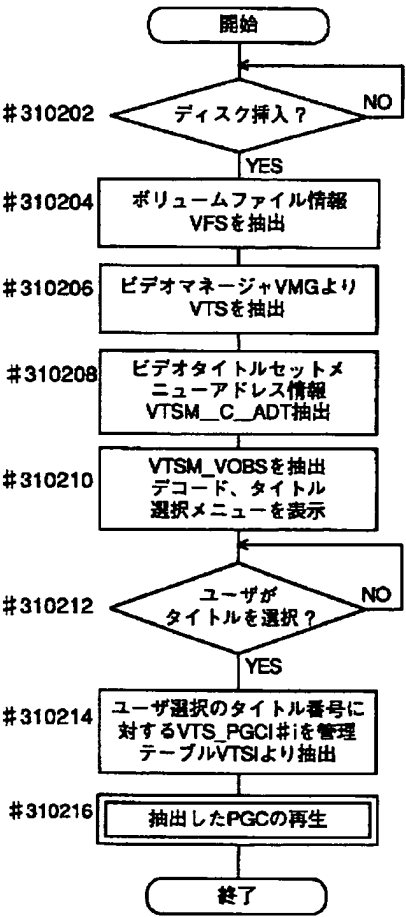 開始
#310202
ディスク挿入？
NO
YES
#310204
ボリュームファイル情報
VFSを抽出
#310206
ビデオマネージャVMGより
VTSを抽出
#310208
ビデオタイトルセットメ
ニューアドレス情報
VTSM__C__ADT抽出
#310210
VTSM_VOBSを抽出
デコード、タイトル
選択メニューを表示
#310212
ユーザが
タイトルを選択？
NO
YES
#310214
ユーザ選択のタイトル番号に
対するVTS_PGCI#iを管理
テーブルVTSIより抽出
#310216
抽出したPGCの再生
終了